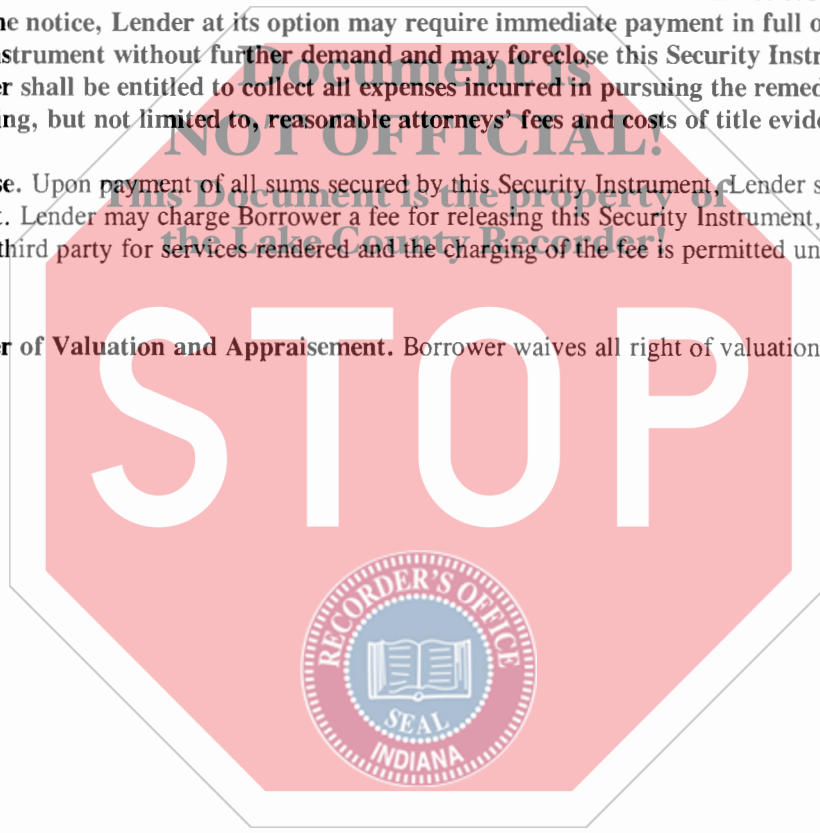 ne notice, Lender at its option may require immediate payment in full o
strument without further demand and may foreclose this Security Instr
er shall be entitled to collect all expenses incurred in pursuing the remed
ing, but not limited to, reasonable attorneys' fees and costs of title evide
Document is
NOT OFFICIAL!
This Document is the property of
the Lake County Recorder!
se. Upon payment of all sums secured by this Security Instrument, Lender s
t. Lender may charge Borrower a fee for releasing this Security Instrument,
third party for services rendered and the charging of the fee is permitted un
er of Valuation and Appraisement. Borrower waives all right of valuation
STOP
RECORDER'S OFFICE
SEAL
INDIANA